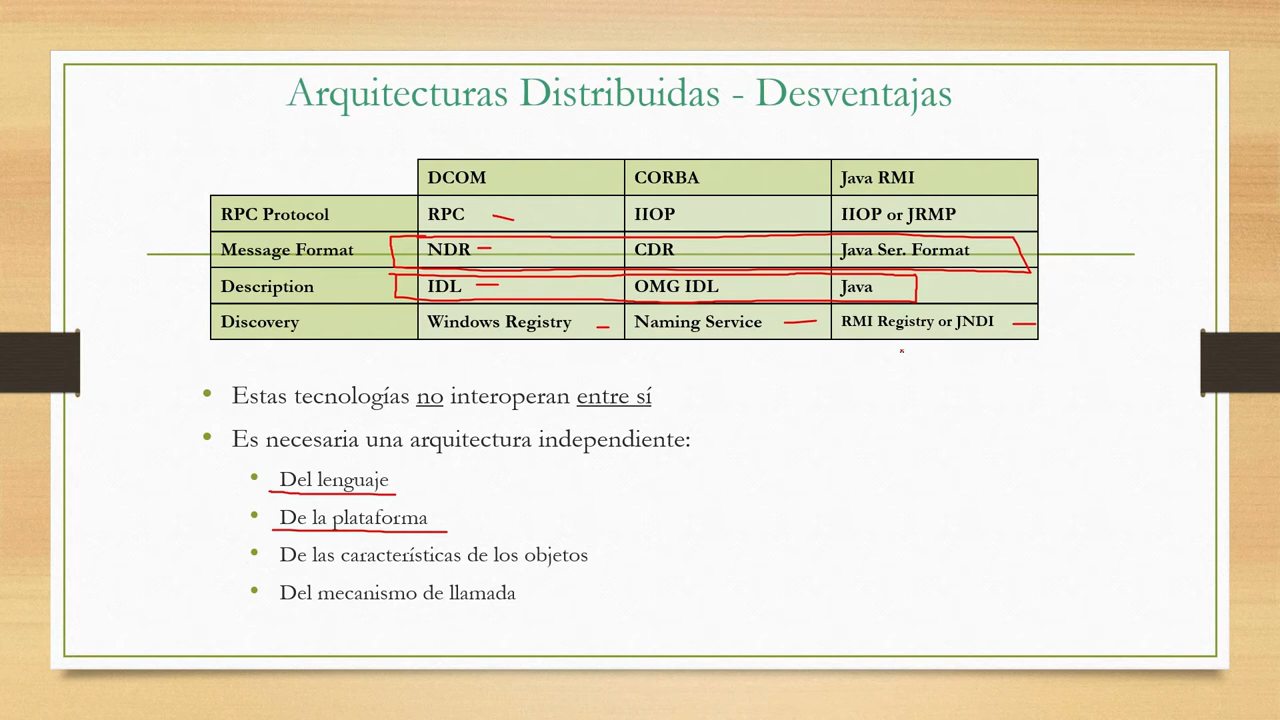 Arquitecturas Distribuidas - Desventajas
DCOM CORBA Java RMI
RPC Protocol RPC IIOP IIOP or JRMP
Message Format NDR CDR Java Ser. Format
Description IDL OMG IDL Java
Discovery Windows Registry Naming Service RMI Registry or JNDI
• Estas tecnologías no interoperan entre sí
• Es necesaria una arquitectura independiente:
• Del lenguaje
• De la plataforma
• De las características de los objetos
• Del mecanismo de llamada